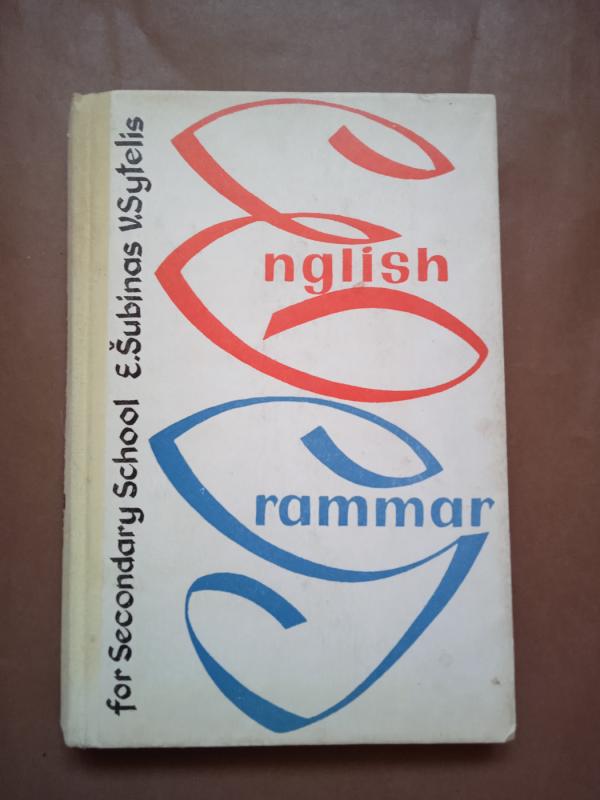 English
Grammar
for Secondary School E.Šubinas V.Sytelis